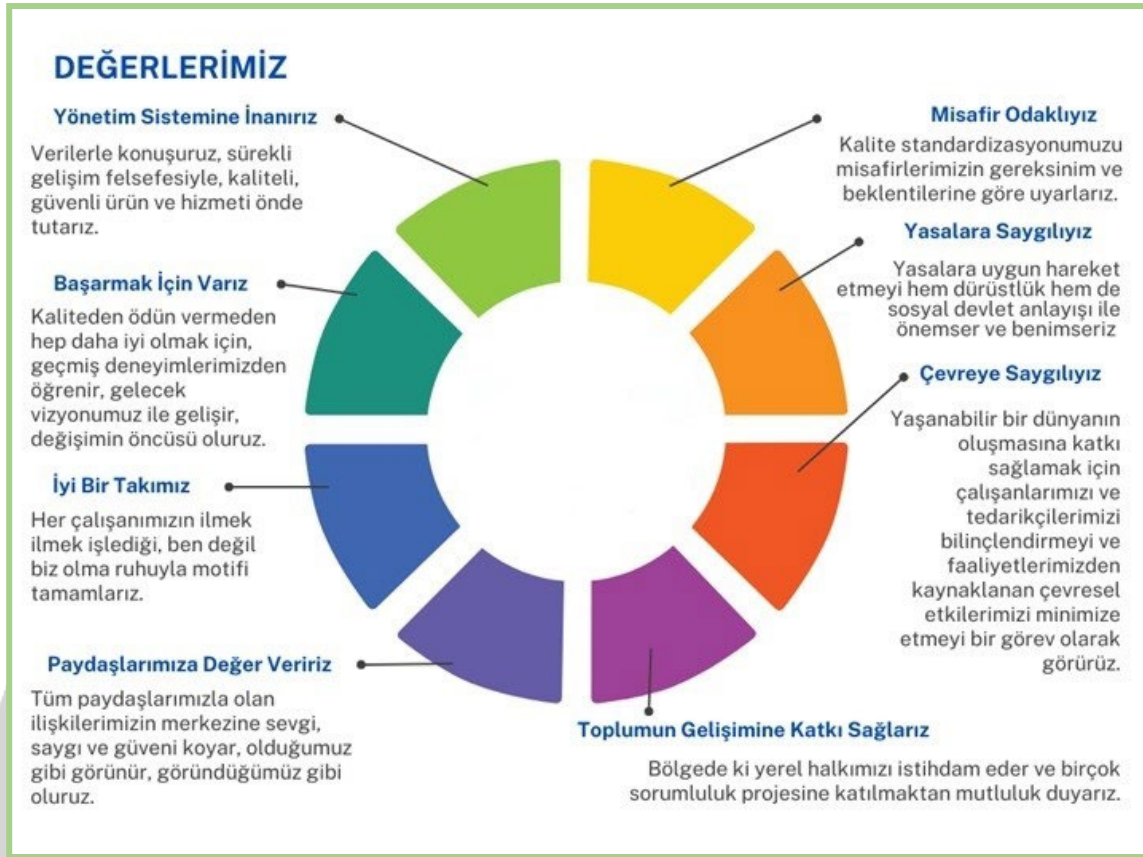 DEĞERLERİMİZ
Yönetim Sistemine İnanırız
Verilerle konuşuruz, sürekli
gelişim felsefesiyle, kaliteli,
güvenli ürün ve hizmeti önde
tutarız.
Başarmak İçin Varız
Kaliteden ödün vermeden
hep daha iyi olmak için,
geçmiş deneyimlerimizden
öğrenir, gelecek
vizyonumuz ile gelişir,
değişimin öncüsü oluruz.
İyi Bir Takımız
Her çalışanımızın ilmek
ilmek işlediği, ben değil
biz olma ruhuyla motifi
tamamlarız.
Paydaşlarımıza Değer Veririz
Tüm paydaşlarımızla olan
ilişkilerimizin merkezine sevgi,
saygı ve güveni koyar, olduğumuz
gibi görünür, göründüğümüz gibi
oluruz.
Misafir Odaklıyız
Kalite standardizasyonumuzu
misafirlerimizin gereksinim ve
beklentilerine göre uyarlarız.
Yasalara Saygılıyız
Yasalara uygun hareket
etmeyi hem dürüstlük hem de
sosyal devlet anlayışı ile
önemser ve benimseriz
Çevreye Saygılıyız
Yaşanabilir bir dünyanın
oluşmasına katkı
sağlamak için
çalışanlarımızı ve
tedarikçilerimizi
bilinçlendirmeyi ve
faaliyetlerimizden
kaynaklanan çevresel
etkilerimizi minimize
etmeyi bir görev olarak
görürüz.
Toplumun Gelişimine Katkı Sağlarız
Bölgede ki yerel halkımızı istihdam eder ve birçok
sorumluluk projesine katılmaktan mutluluk duyarız.